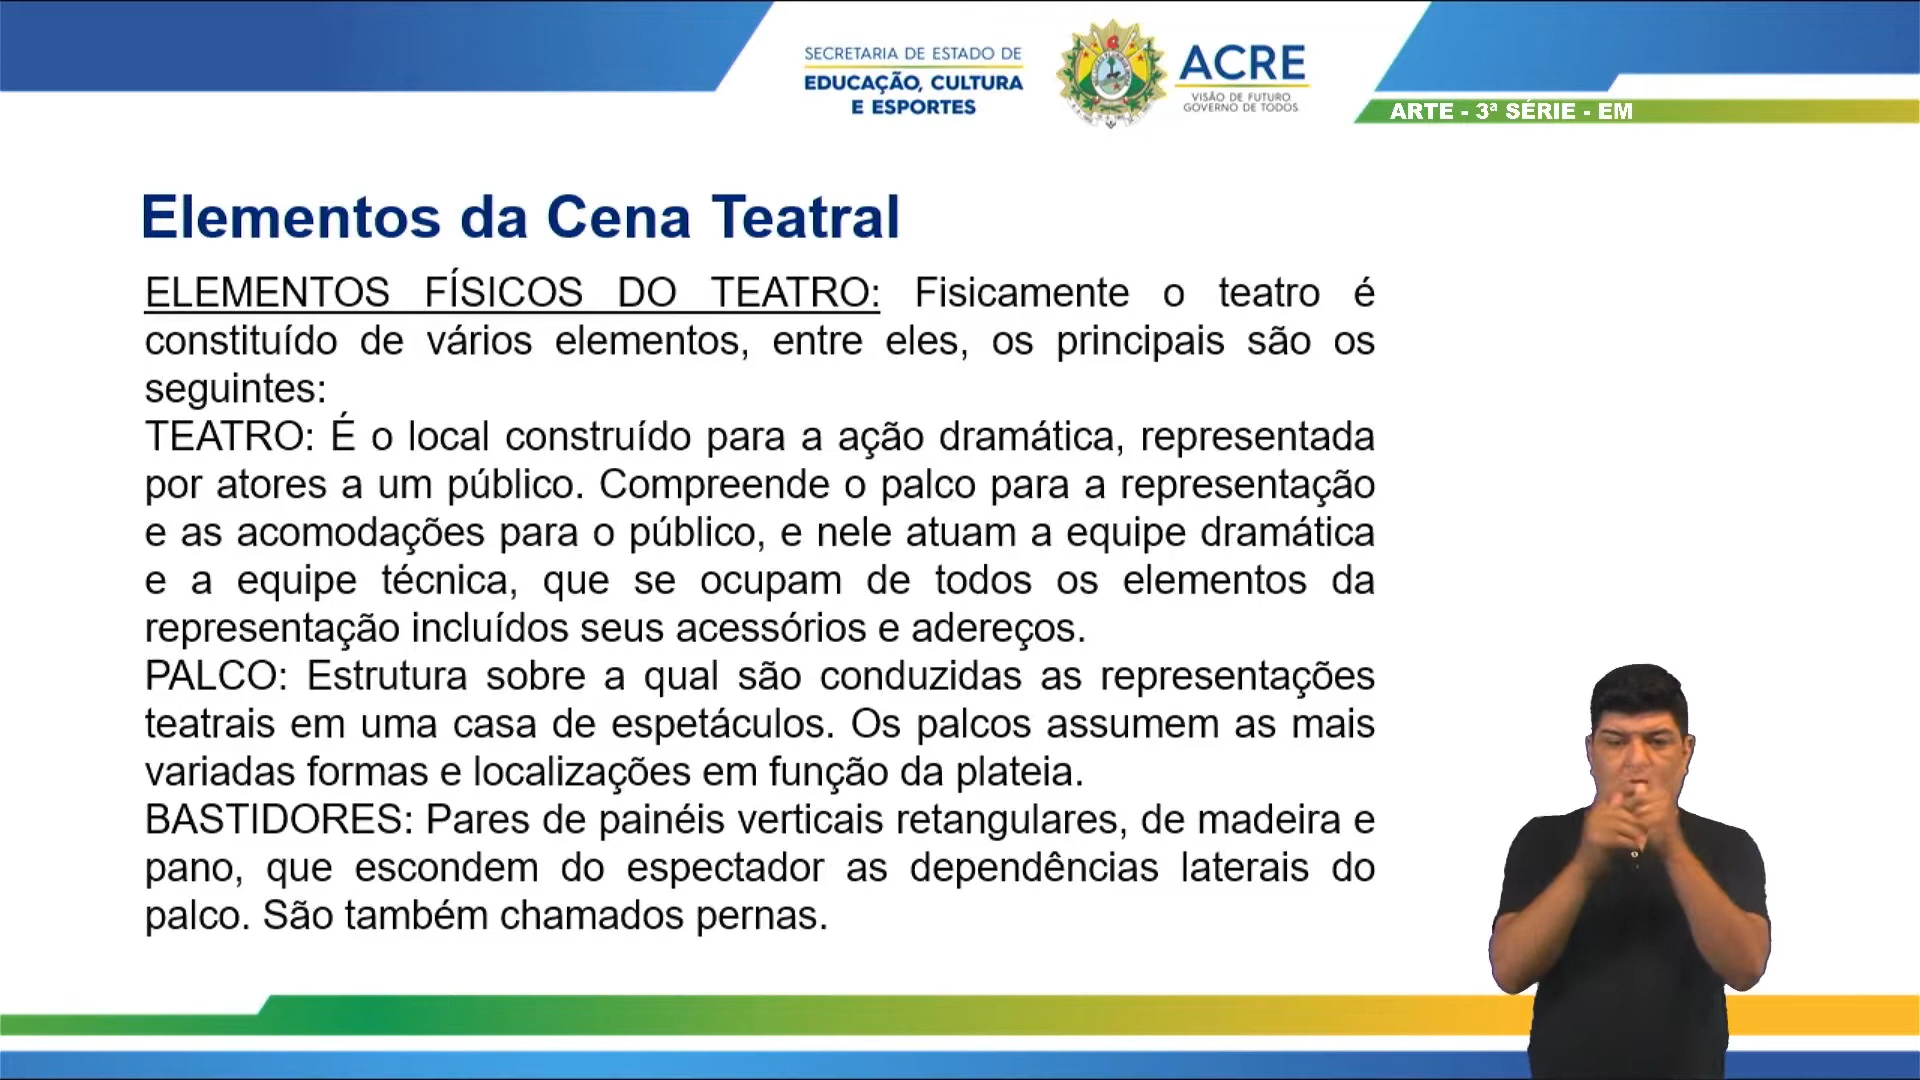 SECRETARIA DE ESTADO DE
EDUCAÇÃO, CULTURA
E ESPORTES
ACRE
VISÃO DE FUTURO
GOVERNO DE TODOS
ARTE - 3ª SÉRIE - EM
Elementos da Cena Teatral
ELEMENTOS FÍSICOS DO TEATRO: Fisicamente o teatro é
constituído de vários elementos, entre eles, os principais são os
seguintes:
TEATRO: É o local construído para a ação dramática, representada
por atores a um público. Compreende o palco para a representação
e as acomodações para o público, e nele atuam a equipe dramática
e a equipe técnica, que se ocupam de todos os elementos da
representação incluídos seus acessórios e adereços.
PALCO: Estrutura sobre a qual são conduzidas as representações
teatrais em uma casa de espetáculos. Os palcos assumem as mais
variadas formas e localizações em função da plateia.
BASTIDORES: Pares de painéis verticais retangulares, de madeira e
pano, que escondem do espectador as dependências laterais do
palco. São também chamados pernas.